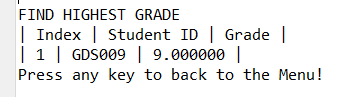 FIND HIGHEST GRADE
| Index | Student ID | Grade |
| 1 | GDS009 | 9.000000 |
Press any key to back to the Menu!